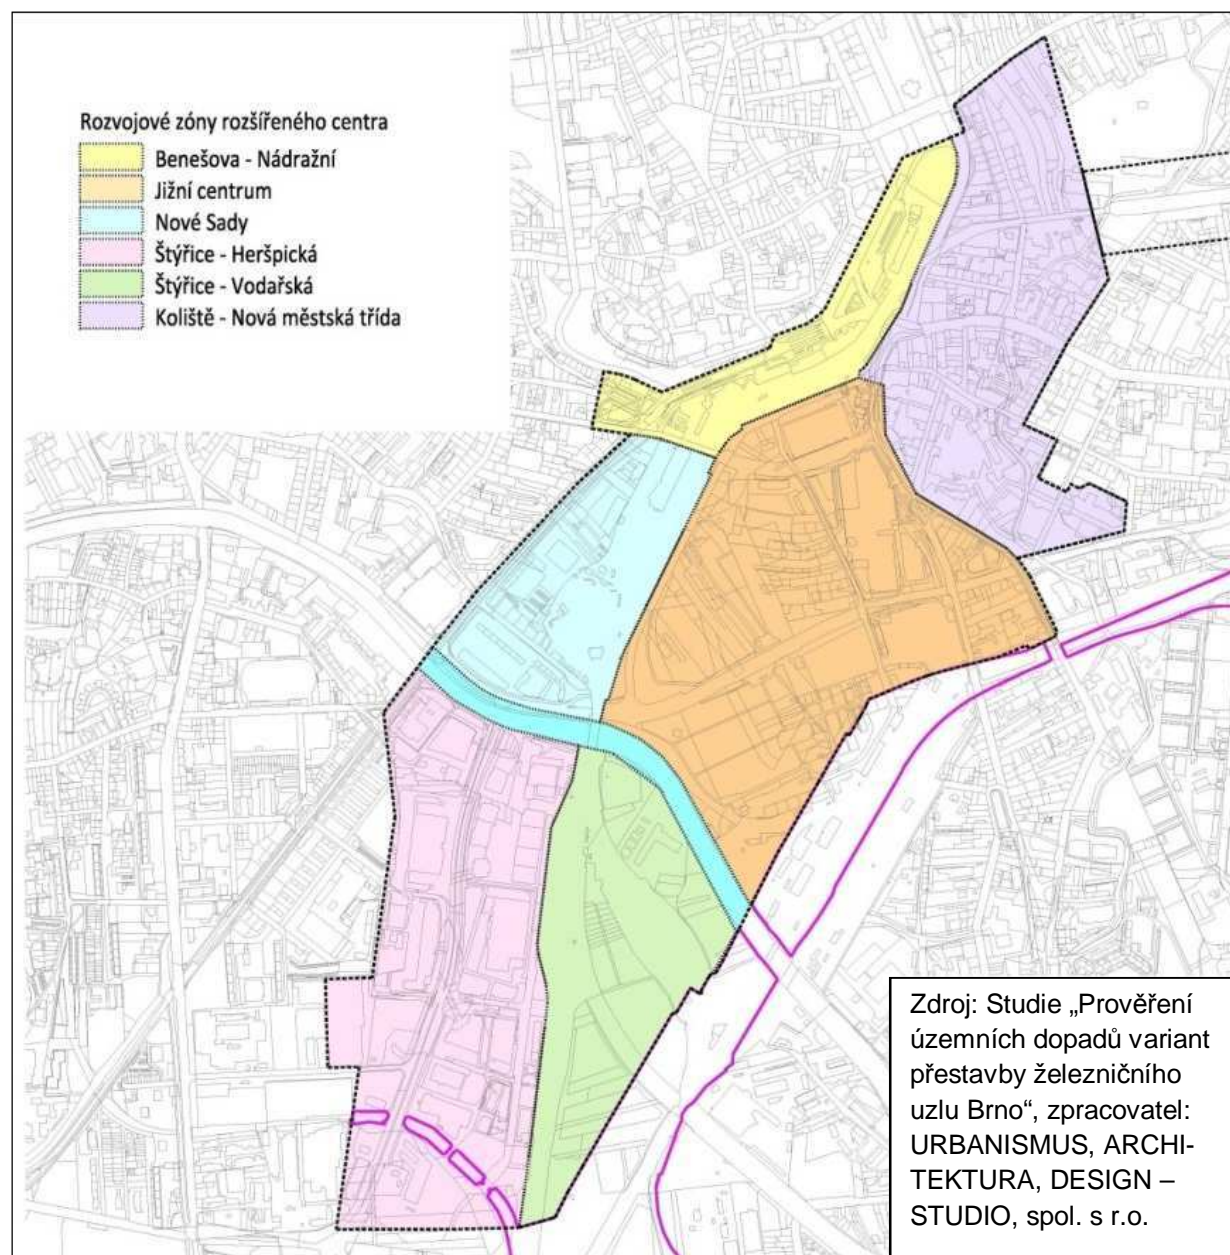 Rozvojové zóny rozšířeného centra
Benešova - Nádražní
Jižní centrum
Nové Sady
Štýřice - Heršpická
Štýřice - Vodařská
Koliště - Nová městská třída
Zdroj: Studie „Prověření
územních dopadů variant
přestavby železničního
uzlu Brno“, zpracovatel:
URBANISMUS, ARCHI-
TEKTURA, DESIGN –
STUDIO, spol. s r.o.